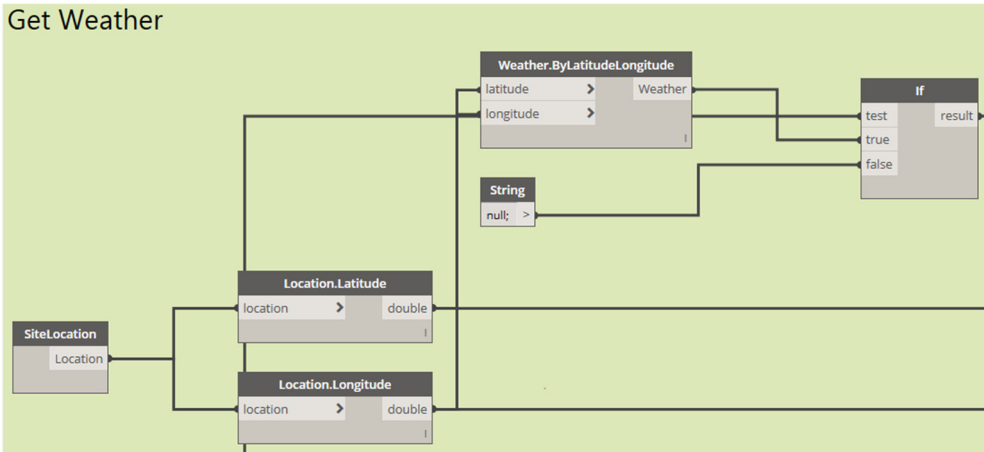 Get Weather
Weather.ByLatitudeLongitude
latitude > Weather
longitude >
|
If
test result
true
false
String
null; >
Location.Latitude
location > double
|
SiteLocation
Location
Location.Longitude
location > double
|